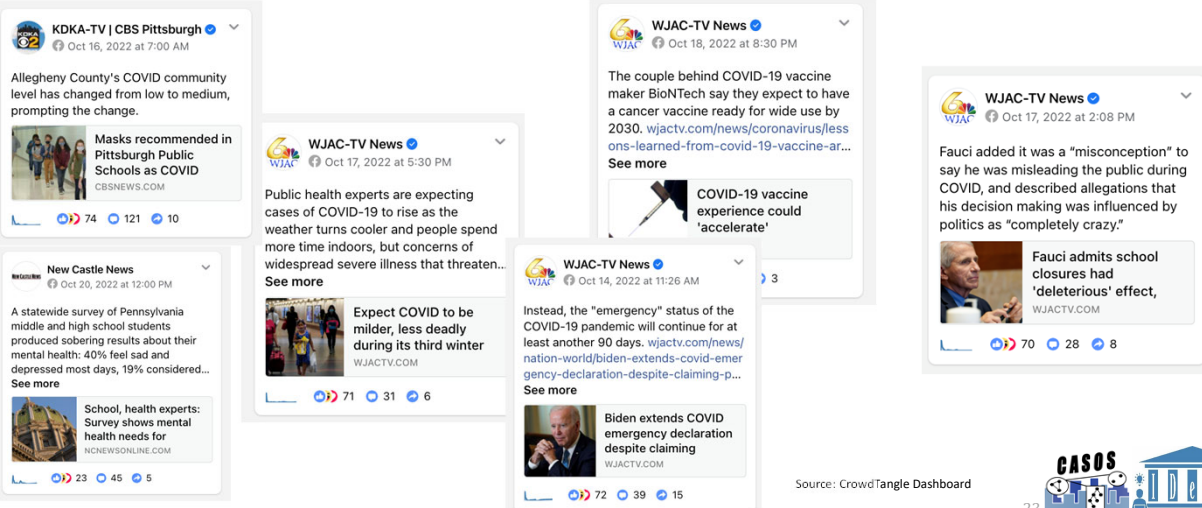 KDKA-TV | CBS Pittsburgh
Oct 16, 2022 at 7:00 AM
Allegheny County's COVID community
level has changed from low to medium,
prompting the change.
KDKA
2
Masks recommended in
Pittsburgh Public
Schools as COVID
CBSNEWS.COM
74 121 10
New Castle News
NEW CASTLE NEWS
Oct 20, 2022 at 12:00 PM
A statewide survey of Pennsylvania
middle and high school students
produced sobering results about their
mental health: 40% feel sad and
depressed most days, 19% considered...
See more
School, health experts:
Survey shows mental
health needs for
NCNEWSONLINE.COM
23 45 5
WJAC-TV News
6
WJAC
Oct 17, 2022 at 5:30 PM
Public health experts are expecting
cases of COVID-19 to rise as the
weather turns cooler and people spend
more time indoors, but concerns of
widespread severe illness that threaten...
See more
Expect COVID to be
milder, less deadly
during its third winter
WJACTV.COM
71 31 6
WJAC-TV News
6
WJAC
Oct 18, 2022 at 8:30 PM
The couple behind COVID-19 vaccine
maker BioNTech say they expect to have
a cancer vaccine ready for wide use by
2030. wjactv.com/news/coronavirus/less
ons-learned-from-covid-19-vaccine-ar...
See more
COVID-19 vaccine
experience could
'accelerate'
3
WJAC-TV News
6
WJAC
Oct 14, 2022 at 11:26 AM
Instead, the "emergency" status of the
COVID-19 pandemic will continue for at
least another 90 days. wjactv.com/news/
nation-world/biden-extends-covid-emer
gency-declaration-despite-claiming-p...
See more
Biden extends COVID
emergency declaration
despite claiming
WJACTV.COM
72 39 15
WJAC-TV News
6
WJAC
Oct 17, 2022 at 2:08 PM
Fauci added it was a “misconception” to
say he was misleading the public during
COVID, and described allegations that
his decision making was influenced by
politics as “completely crazy.”
Fauci admits school
closures had
'deleterious' effect,
WJACTV.COM
70 28 8
Source: CrowdTangle Dashboard
CASOS
IDe